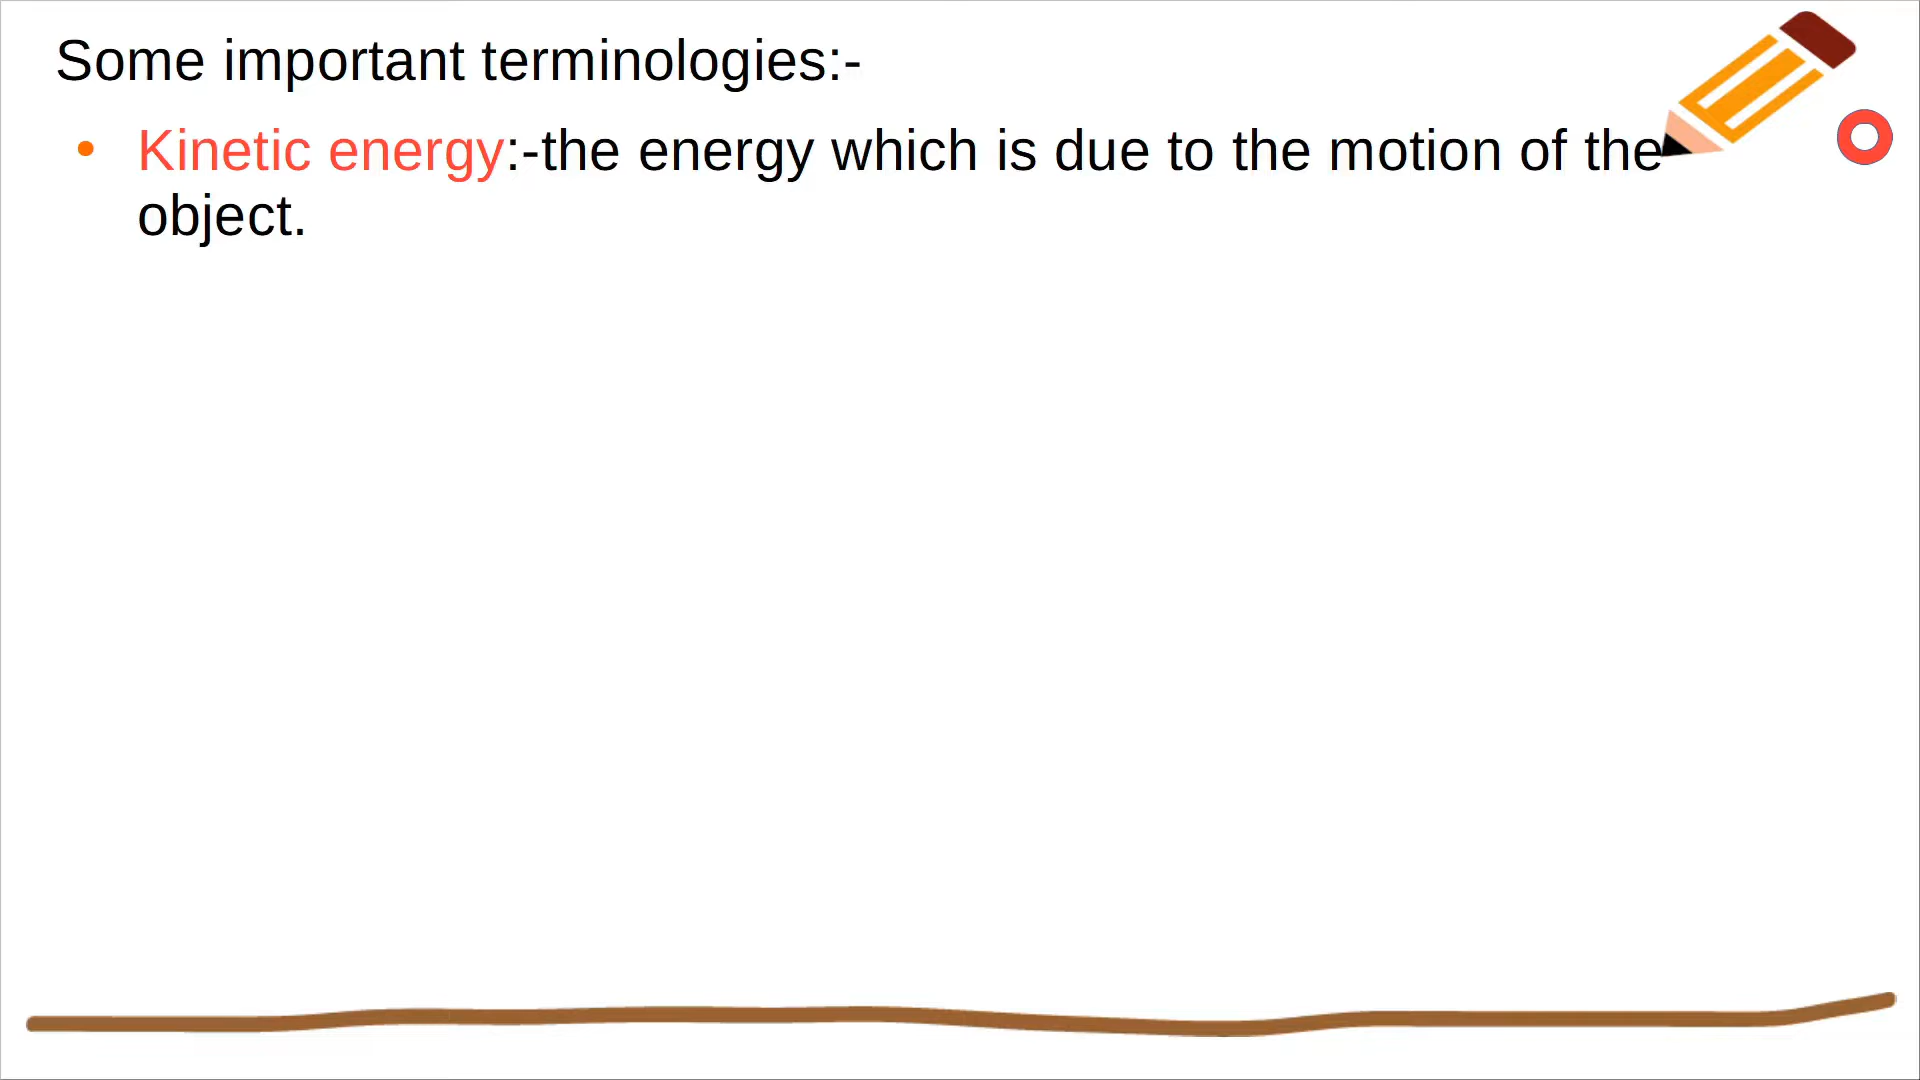 Some important terminologies:-
• Kinetic energy:-the energy which is due to the motion of the
object.